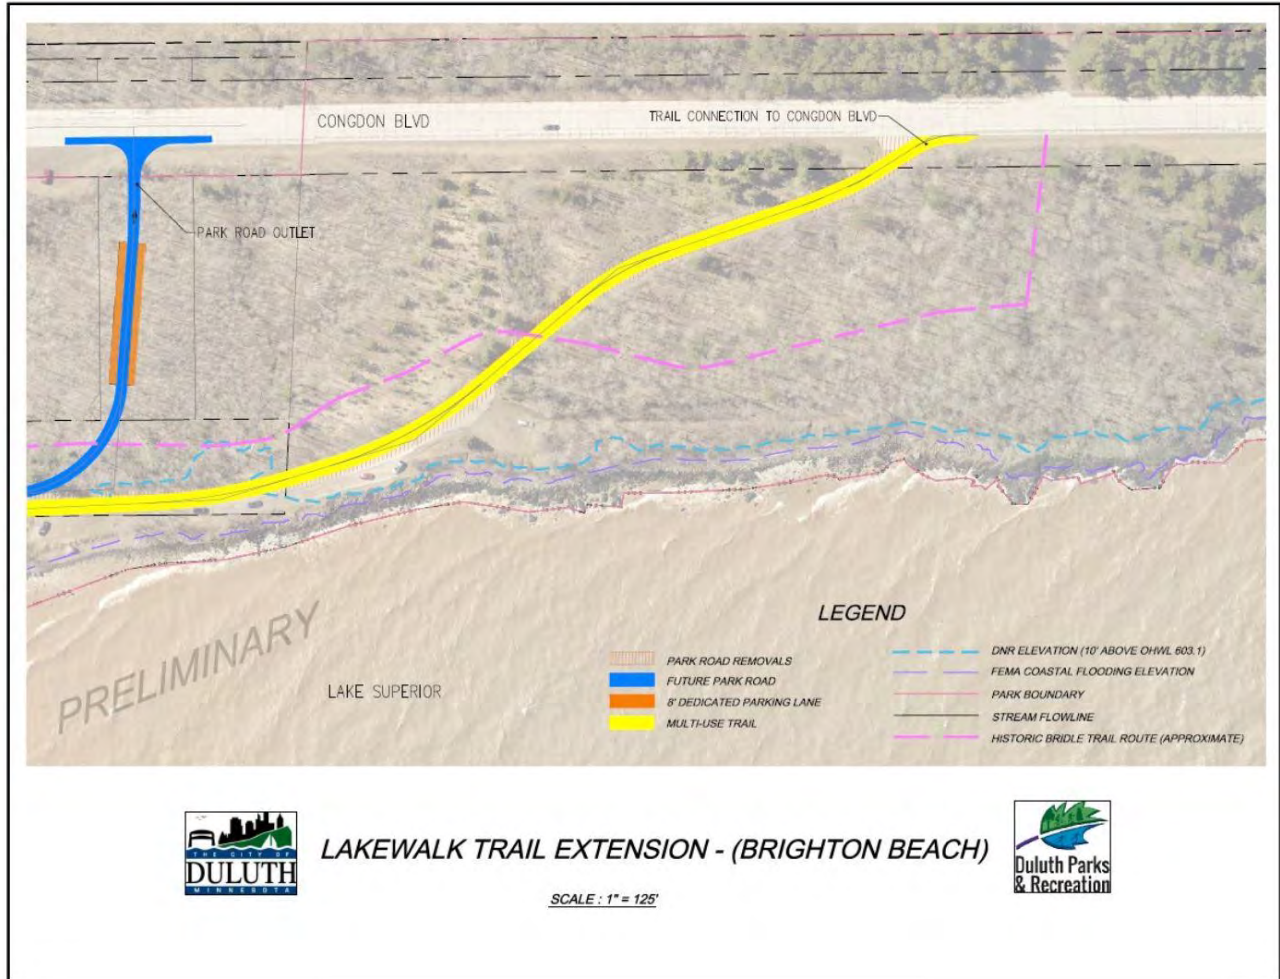 CONGDON BLVD
TRAIL CONNECTION TO CONGDON BLVD
PARK ROAD OUTLET
PRELIMINARY
LAKE SUPERIOR
LEGEND
PARK ROAD REMOVALS
FUTURE PARK ROAD
8' DEDICATED PARKING LANE
MULTI-USE TRAIL
DNR ELEVATION (10' ABOVE OHWL 603.1)
FEMA COASTAL FLOODING ELEVATION
PARK BOUNDARY
STREAM FLOWLINE
HISTORIC BRIDLE TRAIL ROUTE (APPROXIMATE)
THE CITY OF
DULUTH
MINNESOTA
LAKEWALK TRAIL EXTENSION - (BRIGHTON BEACH)
SCALE : 1" = 125'
Duluth Parks
& Recreation